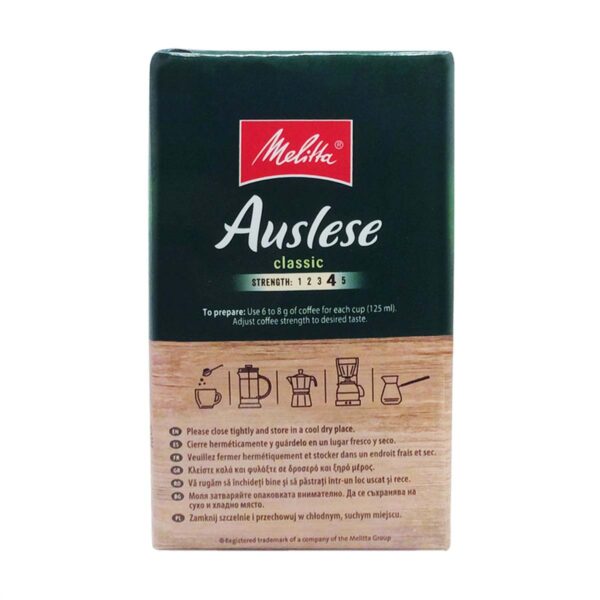 Melitta®
Auslese
classic
STRENGTH: 1 2 3 4 5
To prepare: Use 6 to 8 g of coffee for each cup (125 ml).
Adjust coffee strength to desired taste.
EN Please close tightly and store in a cool dry place.
ES Cierre herméticamente y guárdelo en un lugar fresco y seco.
FR Veuillez fermer hermétiquement et stocker dans un endroit frais et sec.
GR Κλείστε καλά και φυλάξτε σε δροσερό και ξηρό μέρος.
RO Vă rugăm să închideți bine și să păstrați într-un loc uscat și rece.
BG Моля затваряйте опаковката внимателно. Да се съхранява на
сухо и хладно място.
PL Zamknij szczelnie i przechowuj w chłodnym, suchym miejscu.
®Registered trademark of a company of the Melitta Group